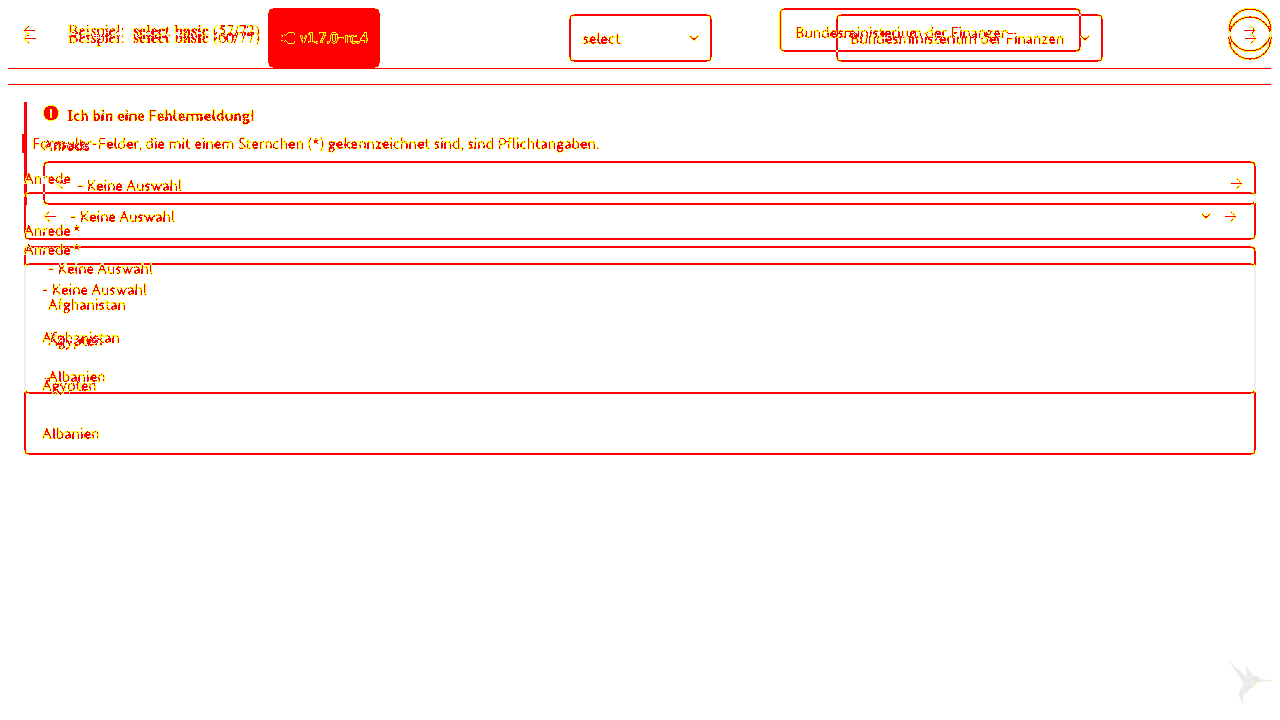 Beispiel: select basic (57/72)
Beispiel: select basic (60/77)
v1.7.0-rc.4
select
Bundesministerium der Finanzen
Bundesministerium der Finanzen
Ich bin eine Fehlermeldung!
Anrede
Formular-Felder, die mit einem Sternchen (*) gekennzeichnet sind, sind Pflichtangaben.
Anrede
- Keine Auswahl
- Keine Auswahl
Anrede *
Anrede *
- Keine Auswahl
- Keine Auswahl
Afghanistan
Afghanistan
Ägypten
Albanien
Ägypten
Albanien